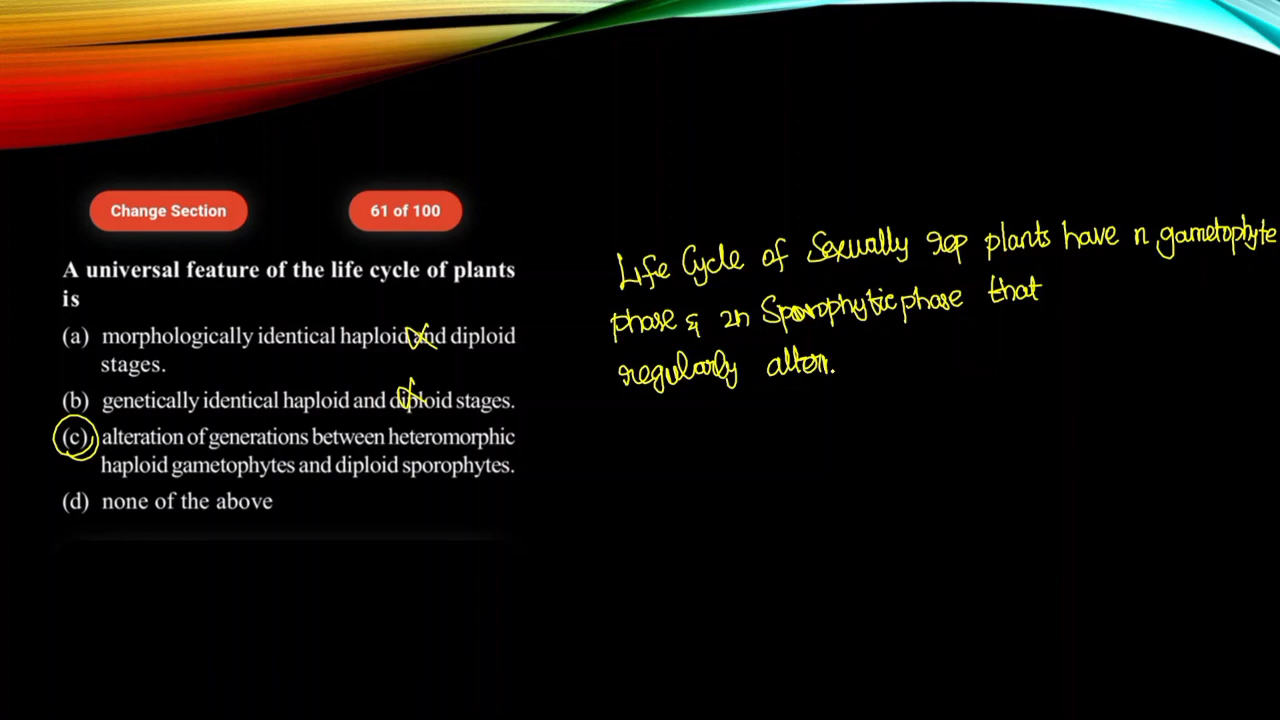 Change Section
61 of 100
A universal feature of the life cycle of plants
is
(a) morphologically identical haploid and diploid
stages.
(b) genetically identical haploid and diploid stages.
(c) alteration of generations between heteromorphic
haploid gametophytes and diploid sporophytes.
(d) none of the above
Life Cycle of Sexually rep plants have n gametophyte
phase & 2n Sporophytic phase that
regularly altern.